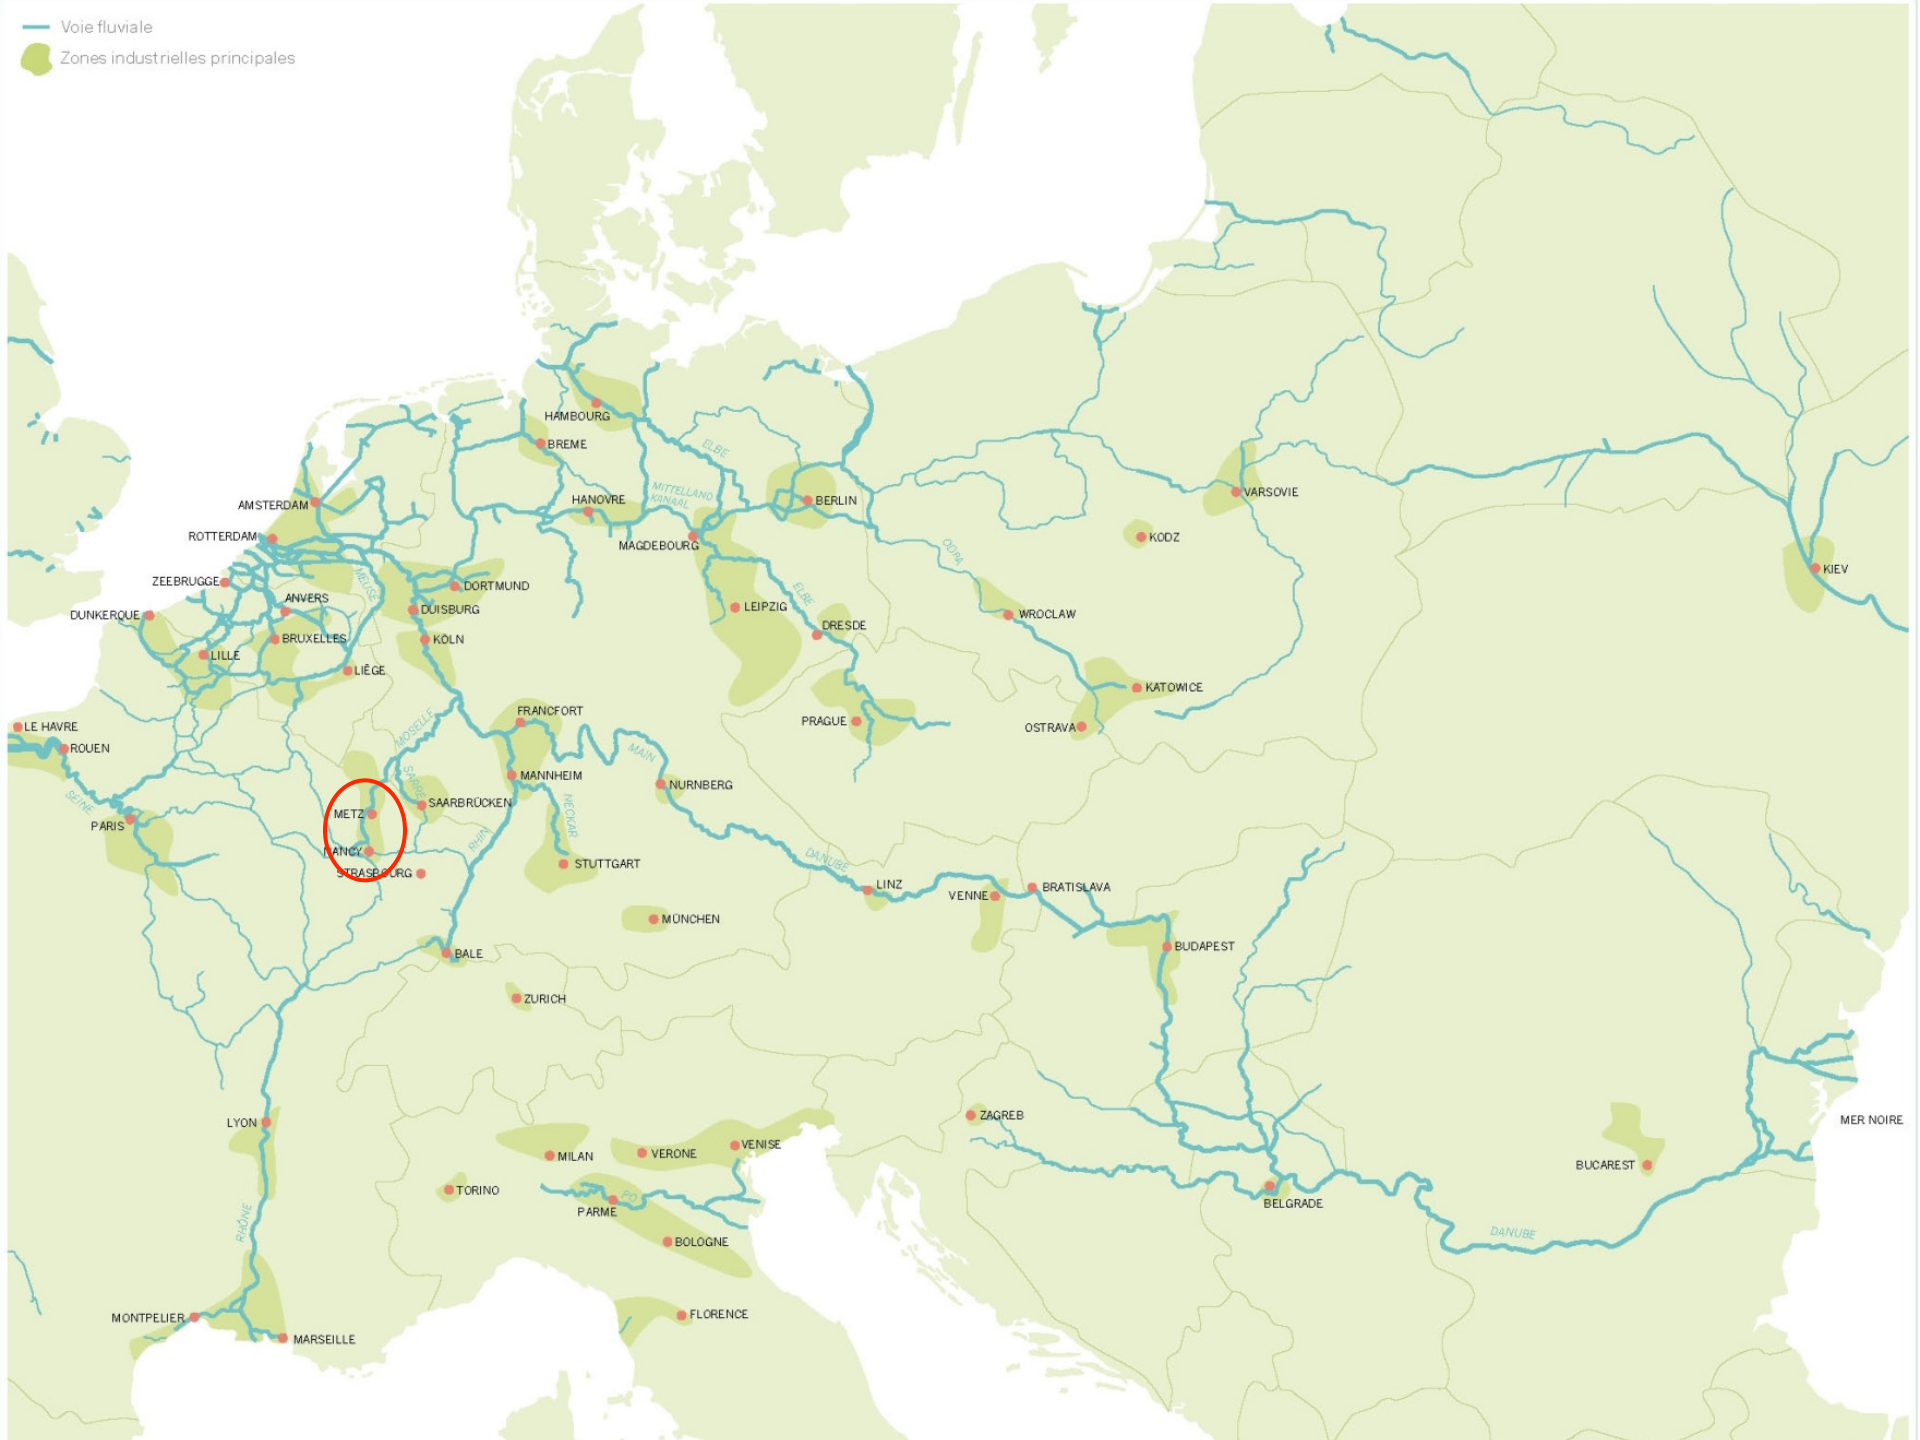 Voie fluviale
Zones industrielles principales
HAMBOURG
BREME
ELBE
HANOVRE
MITTELLAND
KANAAL
BERLIN
VARSOVIE
AMSTERDAM
ROTTERDAM
MAGDEBOURG
KODZ
ODRA
KIEV
ZEEBRUGGE
MEUSE
DORTMUND
ANVERS
DUISBURG
LEIPZIG
ELBE
DUNKERQUE
WROCLAW
DRESDE
BRUXELLES
KÖLN
LILLE
LIÈGE
KATOWICE
FRANCFORT
PRAGUE
OSTRAVA
LE HAVRE
ROUEN
MOSELLE
MAIN
SARRE
MANNHEIM
NURNBERG
SEINE
SAARBRÜCKEN
METZ
NECKAR
PARIS
RHIN
NANCY
STUTTGART
STRASBOURG
DANUBE
LINZ
VENNE
BRATISLAVA
MÜNCHEN
BUDAPEST
BALE
ZURICH
LYON
ZAGREB
MER NOIRE
MILAN
VERONE
VENISE
BUCAREST
TORINO
PO
PARME
BELGRADE
RHÔNE
BOLOGNE
DANUBE
MONTPELIER
FLORENCE
MARSEILLE